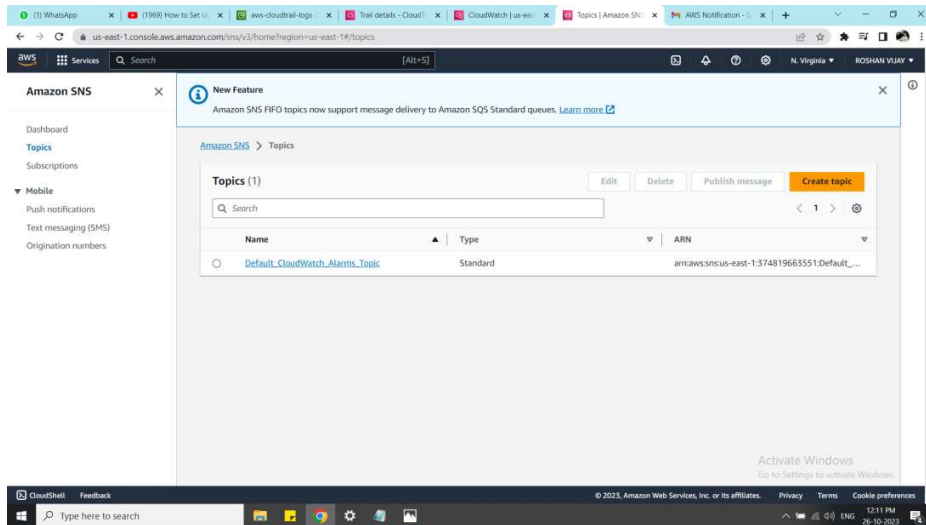 (1) WhatsApp
(1969) How to Set U
aws-cloudtrail-logs-
Trail details - CloudT
CloudWatch | us-eas
Topics | Amazon SNS
AWS Notification - S
us-east-1.console.aws.amazon.com/sns/v3/home?region=us-east-1#/topics
aws Services Search [Alt+S] N. Virginia ROSHAN VIJAY
Amazon SNS
New Feature
Amazon SNS FIFO topics now support message delivery to Amazon SQS Standard queues. Learn more
Dashboard
Topics
Subscriptions
Mobile
Push notifications
Text messaging (SMS)
Origination numbers
Amazon SNS > Topics
Topics (1) Edit Delete Publish message Create topic
Search
1
Name Type ARN
Default_CloudWatch_Alarms_Topic Standard arn:aws:sns:us-east-1:374819663551:Default_...
Activate Windows
Go to Settings to activate Windows.
CloudShell Feedback © 2023, Amazon Web Services, Inc. or its affiliates. Privacy Terms Cookie preferences
Type here to search ENG 12:11 PM
26-10-2023